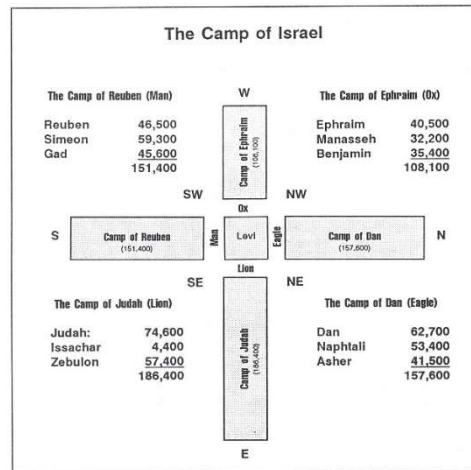 The Camp of Israel
W
The Camp of Reuben (Man)
Reuben 46,500
Simeon 59,300
Gad 45,600
151,400
The Camp of Ephraim (Ox)
Ephraim 40,500
Manasseh 32,200
Benjamin 35,400
108,100
Camp of Ephraim
SW
NW
Ox
S
Camp of Reuben
(151,400)
Man
Levi
Eagle
Camp of Dan
(157,600)
N
Lion
SE
NE
The Camp of Judah (Lion)
Judah: 74,600
Issachar 4,400
Zebulon 57,400
186,400
Camp of Judah
(186,400)
The Camp of Dan (Eagle)
Dan 62,700
Naphtali 53,400
Asher 41,500
157,600
E